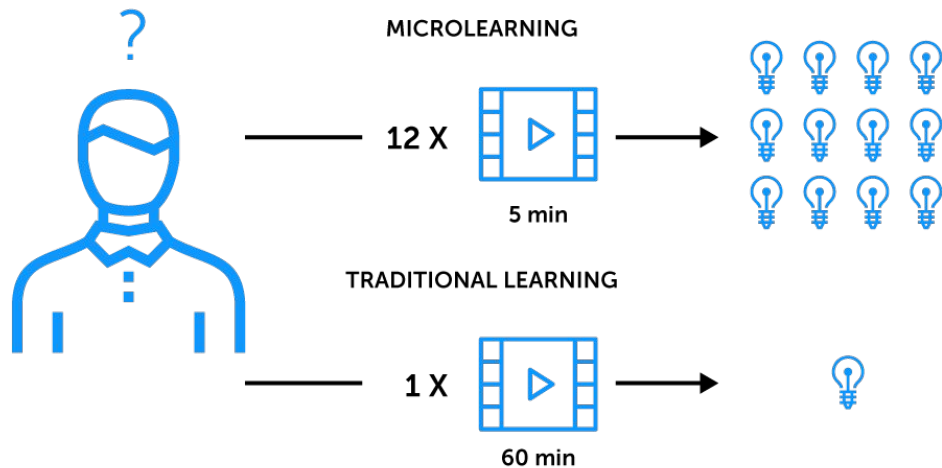 ?
MICROLEARNING
12 X
5 min
TRADITIONAL LEARNING
1 X
60 min